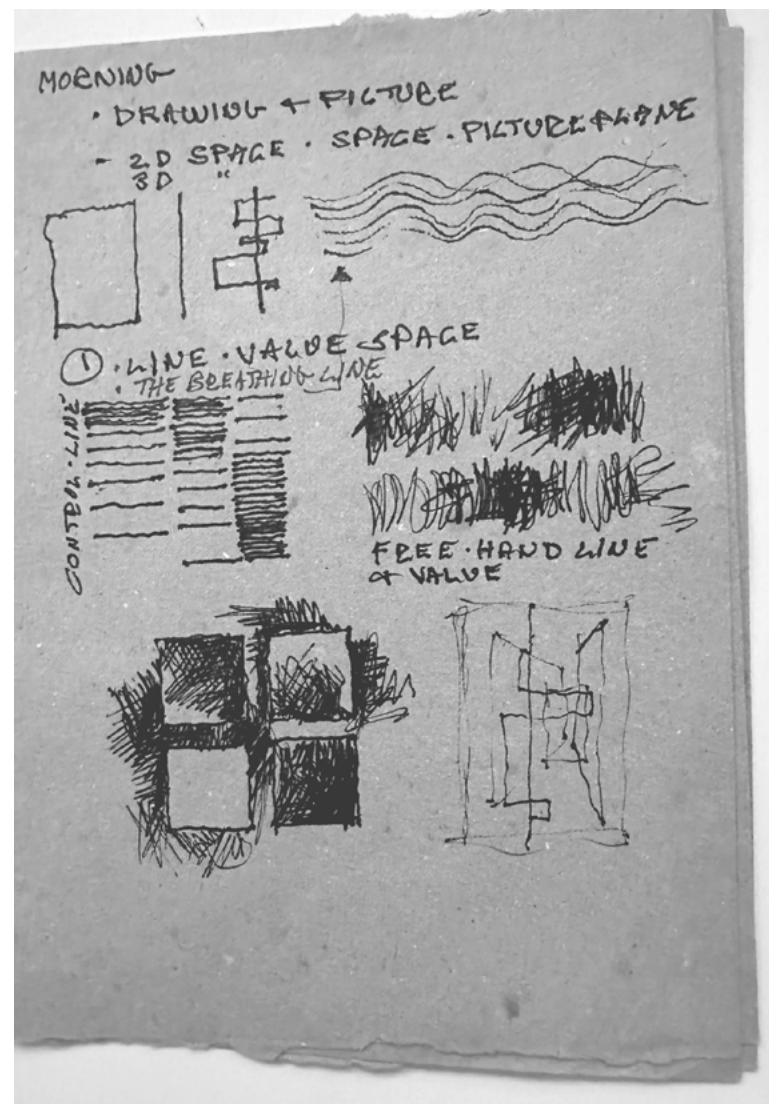 MORNING
· DRAWING + PICTURE
- 2D SPACE · SPACE · PICTURE PLANE
3D "
① · LINE · VALUE SPACE
· THE BREATHING LINE
CONTROL · LINE
FREE · HAND LINE
+ VALUE